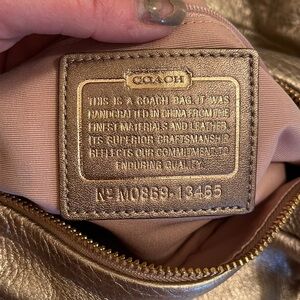 COACH
THIS IS A COACH BAG. IT WAS
HANDCRAFTED IN CHINA FROM THE
FINEST MATERIALS AND LEATHER.
ITS SUPERIOR CRAFTSMANSHIP
REFLECTS OUR COMMITMENT TO
ENDURING QUALITY.
Nº M0869-13465